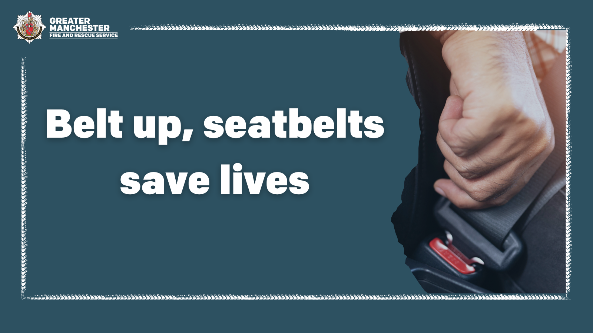 GREATER
MANCHESTER
FIRE AND RESCUE SERVICE
Belt up, seatbelts
save lives